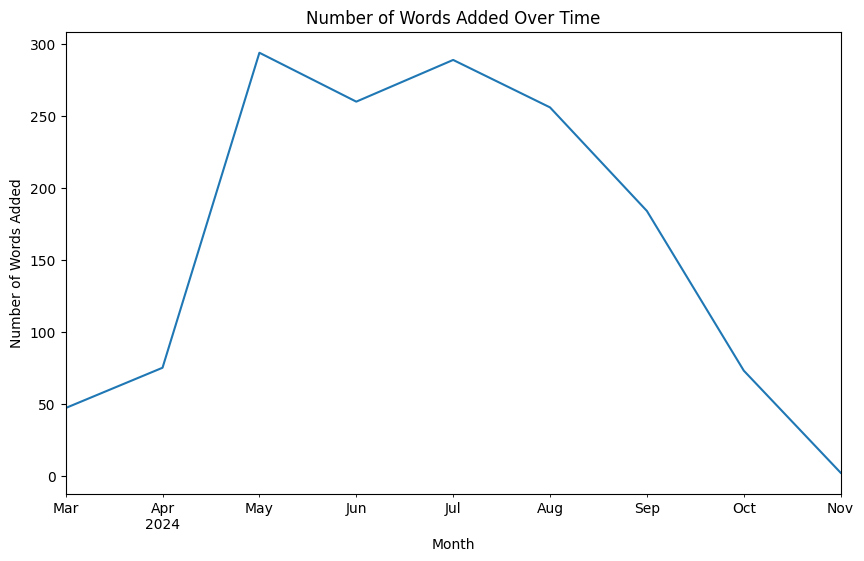 Number of Words Added Over Time
300
250
200
150
100
50
0
Number of Words Added
Mar Apr May Jun Jul Aug Sep Oct Nov
2024
Month